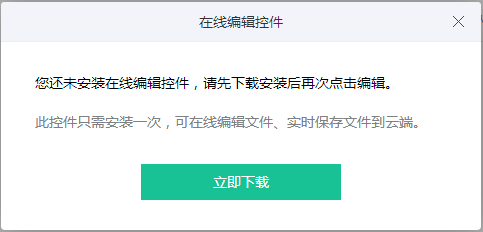 在线编辑控件
您还未安装在线编辑控件，请先下载安装后再次点击编辑。
此控件只需安装一次，可在线编辑文件、实时保存文件到云端。
立即下载